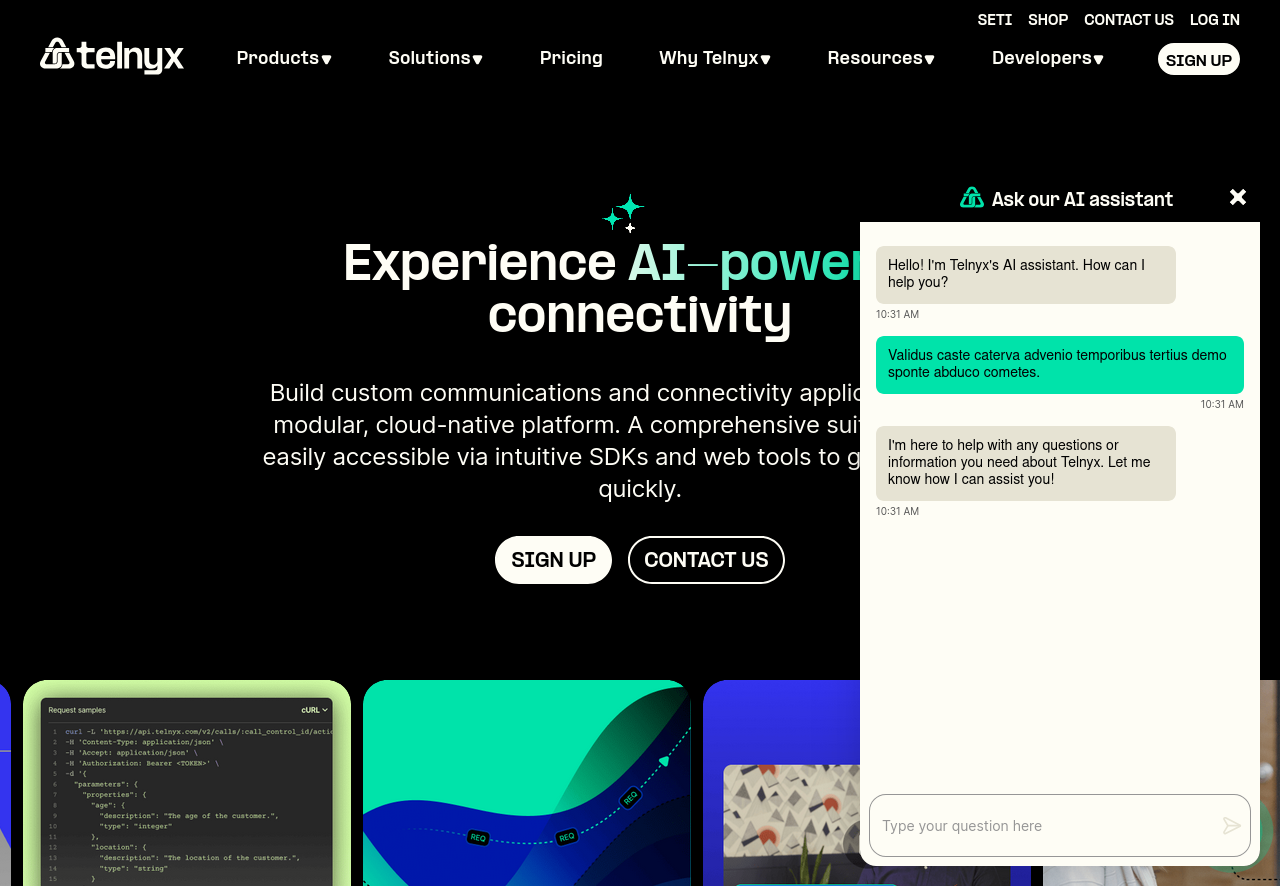 SETI SHOP CONTACT US LOG IN
telnyx Products Solutions Pricing Why Telnyx Resources Developers SIGN UP
Experience AI—power
connectivity
Build custom communications and connectivity applic
modular, cloud-native platform. A comprehensive sui
easily accessible via intuitive SDKs and web tools to g
quickly.
SIGN UP CONTACT US
Ask our AI assistant
Hello! I'm Telnyx's AI assistant. How can I
help you?
10:31 AM
Validus caste caterva advenio temporibus tertius demo
sponte abduco cometes.
10:31 AM
I'm here to help with any questions or
information you need about Telnyx. Let me
know how I can assist you!
10:31 AM
Type your question here
Request samples cURL
1 curl -L 'https://api.telnyx.com/v2/calls/:call_control_id/actio
2 -H 'Content-Type: application/json' \
3 -H 'Accept: application/json' \
4 -H 'Authorization: Bearer <TOKEN>' \
5 -d '{
6 "parameters": {
7 "properties": {
8 "age": {
9 "description": "The age of the customer.",
10 "type": "integer"
11 },
12 "location": {
13 "description": "The location of the customer.",
14 "type": "string"
15 }
REQ
REQ
REQ